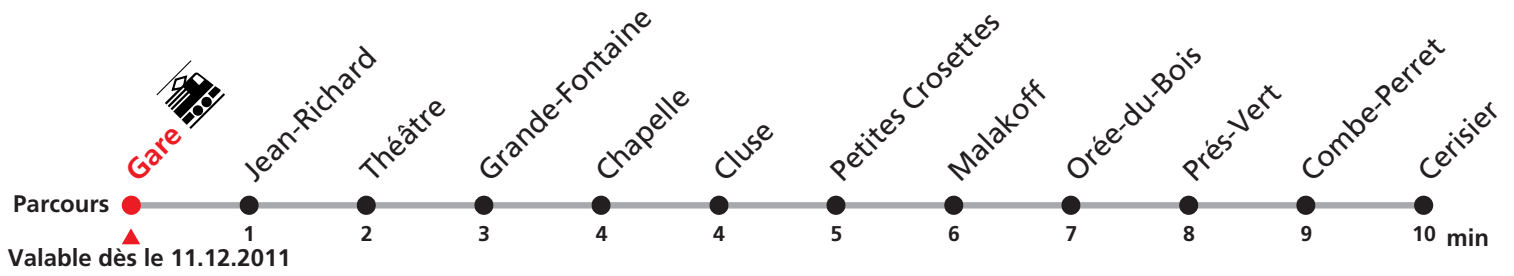 Gare
Jean-Richard
Théâtre
Grande-Fontaine
Chapelle
Cluse
Petites Crosettes
Malakoff
Orée-du-Bois
Prés-Vert
Combe-Perret
Cerisier
Parcours
1 2 3 4 4 5 6 7 8 9 10 min
Valable dès le 11.12.2011